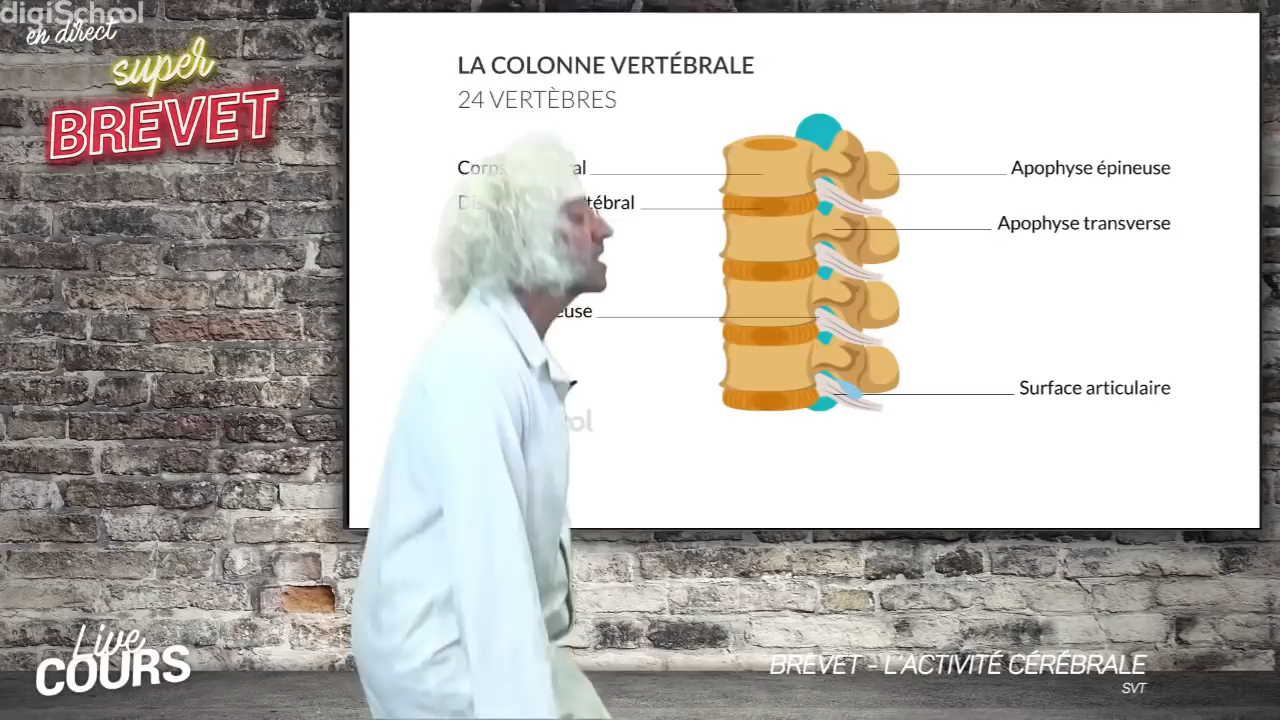 digiSchool
en direct
super
BREVET
LA COLONNE VERTÉBRALE
24 VERTÈBRES
Apophyse épineuse
Apophyse transverse
Surface articulaire
Live
COURS
BREVET - L'ACTIVITÉ CÉRÉBRALE
SVT